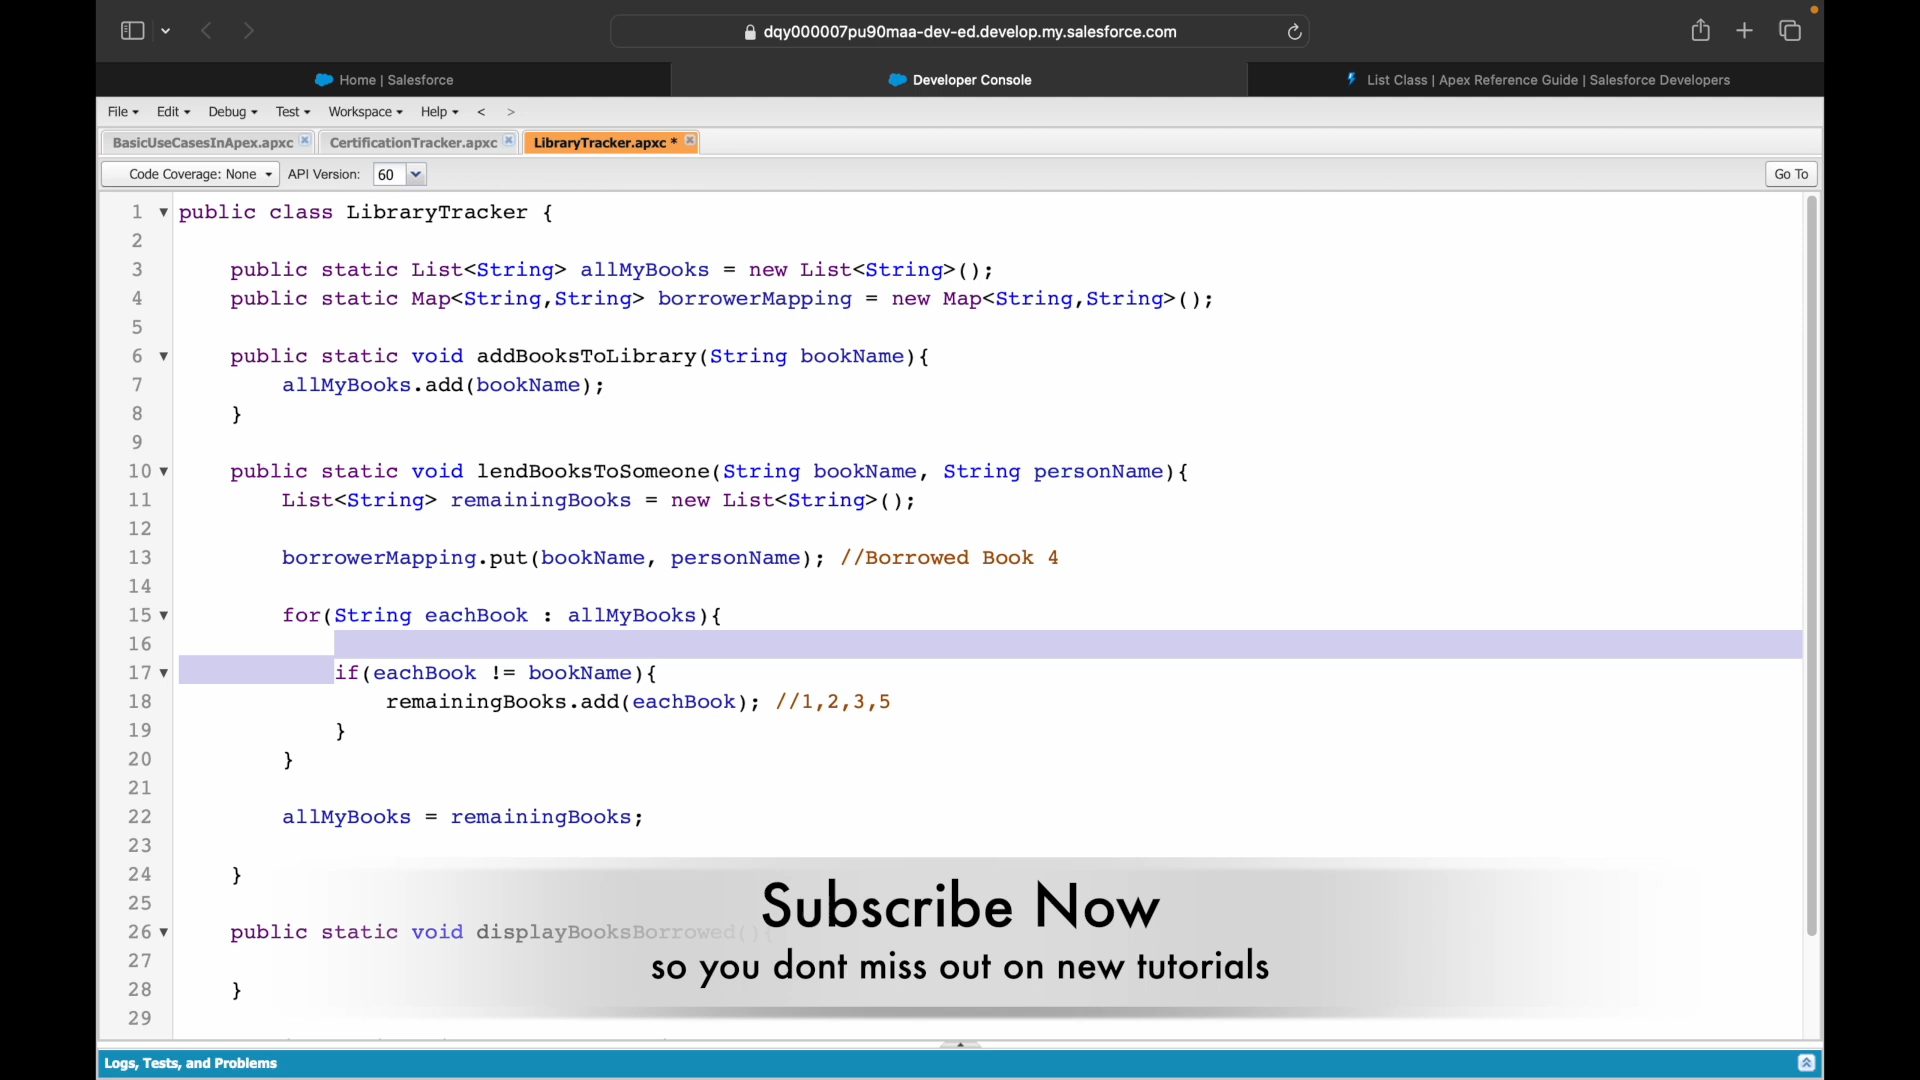 dqy000007pu90maa-dev-ed.develop.my.salesforce.com
Home | Salesforce
Developer Console
List Class | Apex Reference Guide | Salesforce Developers
File Edit Debug Test Workspace Help < >
BasicUseCasesInApex.apxc CertificationTracker.apxc LibraryTracker.apxc *
Code Coverage: None API Version: 60 Go To
1 public class LibraryTracker {
2
3 public static List<String> allMyBooks = new List<String>();
4 public static Map<String,String> borrowerMapping = new Map<String,String>();
5
6 public static void addBooksToLibrary(String bookName){
7 allMyBooks.add(bookName);
8 }
9
10 public static void lendBooksToSomeone(String bookName, String personName){
11 List<String> remainingBooks = new List<String>();
12
13 borrowerMapping.put(bookName, personName); //Borrowed Book 4
14
15 for(String eachBook : allMyBooks){
16
17 if(eachBook != bookName){
18 remainingBooks.add(eachBook); //1,2,3,5
19 }
20 }
21
22 allMyBooks = remainingBooks;
23
24 }
25
26 public static void displayBooksBorrowed(){
27
28 }
29
Subscribe Now
so you dont miss out on new tutorials
Logs, Tests, and Problems